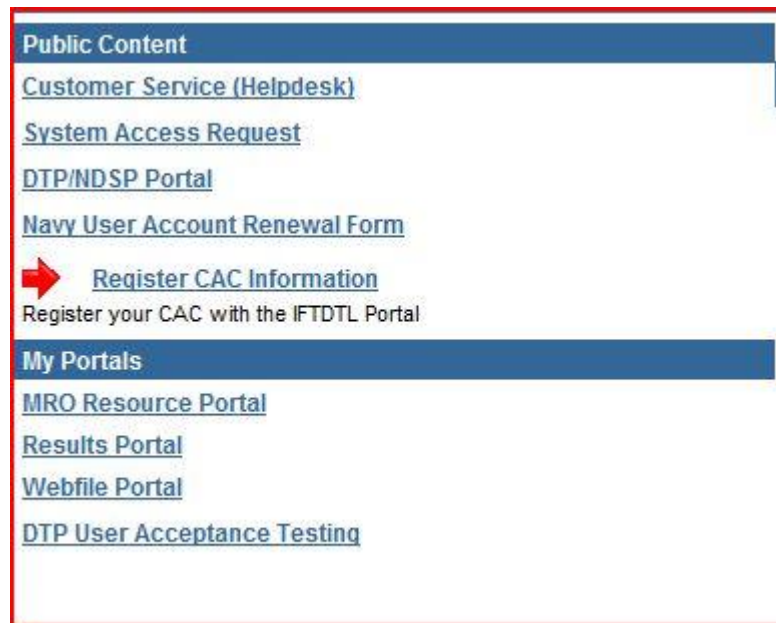 Public Content
Customer Service (Helpdesk)
System Access Request
DTP/NDSP Portal
Navy User Account Renewal Form
Register CAC Information
Register your CAC with the IFTDTL Portal
My Portals
MRO Resource Portal
Results Portal
Webfile Portal
DTP User Acceptance Testing